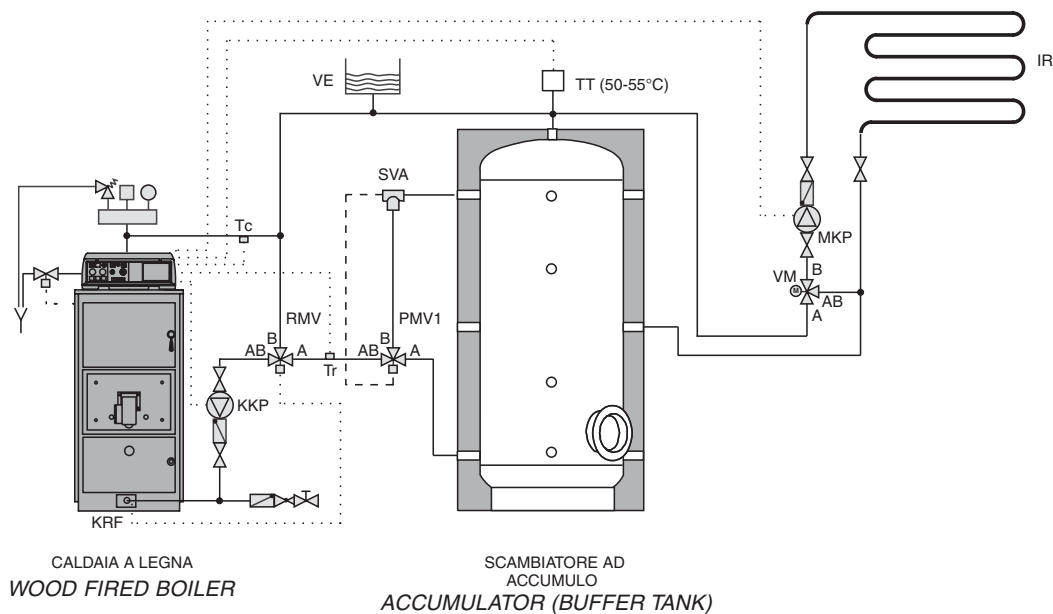 VE
TT (50-55°C)
IR
SVA
Tc
MKP
B
VM
M
AB
A
RMV
PMV1
B
B
AB
A
AB
A
Tr
KKP
KRF
CALDAIA A LEGNA
WOOD FIRED BOILER
SCAMBIATORE AD
ACCUMULO
ACCUMULATOR (BUFFER TANK)